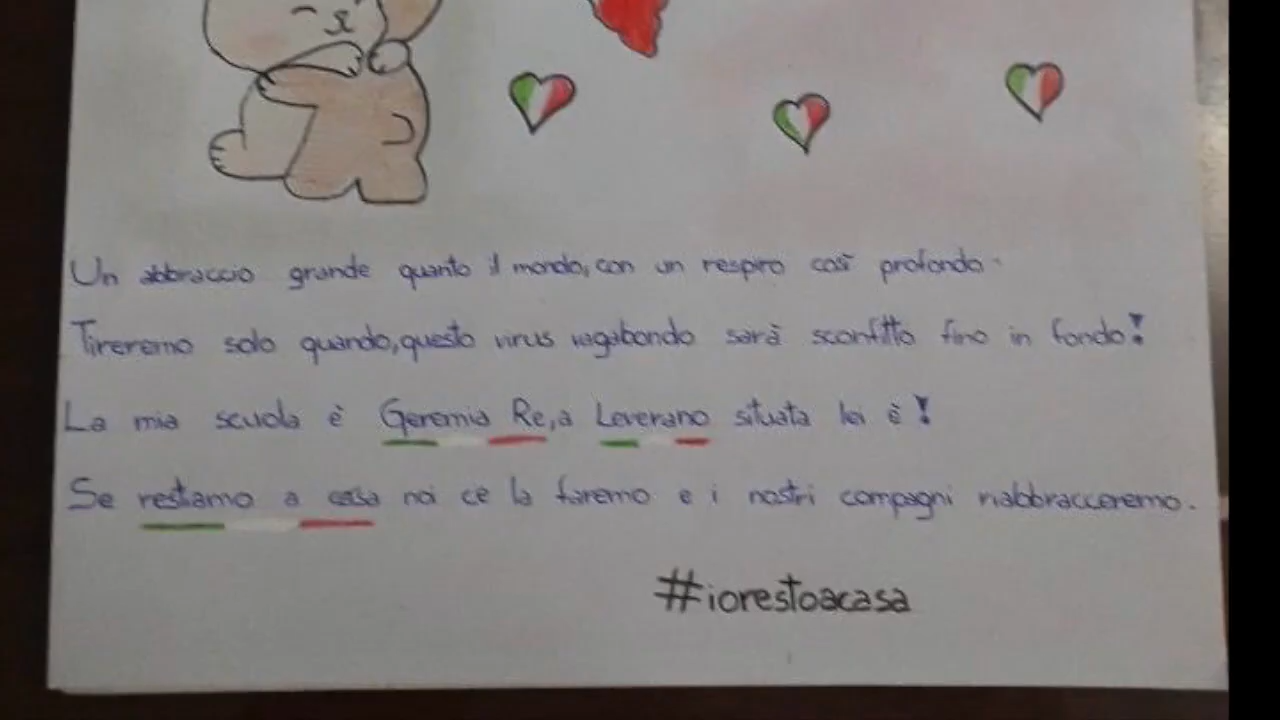 Un abbraccio grande quanto il mondo, con un respiro così profondo.
Tireremo solo quando, questo virus vagabondo sarà sconfitto fino in fondo!
La mia scuola è Geremia Re, a Leverano situata lei è!
Se restiamo a casa noi ce la faremo e i nostri compagni riabbracceremo.
#iorestoacasa